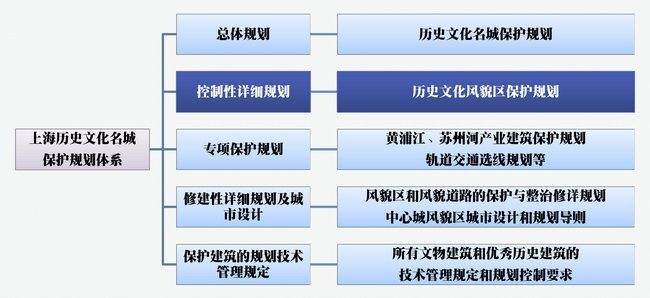 总体规划
历史文化名城保护规划
控制性详细规划
历史文化风貌区保护规划
上海历史文化名城
保护规划体系
专项保护规划
黄浦江、苏州河产业建筑保护规划
轨道交通选线规划等
修建性详细规划及城
市设计
风貌区和风貌道路的保护与整治修详规划
中心城风貌区城市设计和规划导则
保护建筑的规划技术
管理规定
所有文物建筑和优秀历史建筑的
技术管理规定和规划控制要求